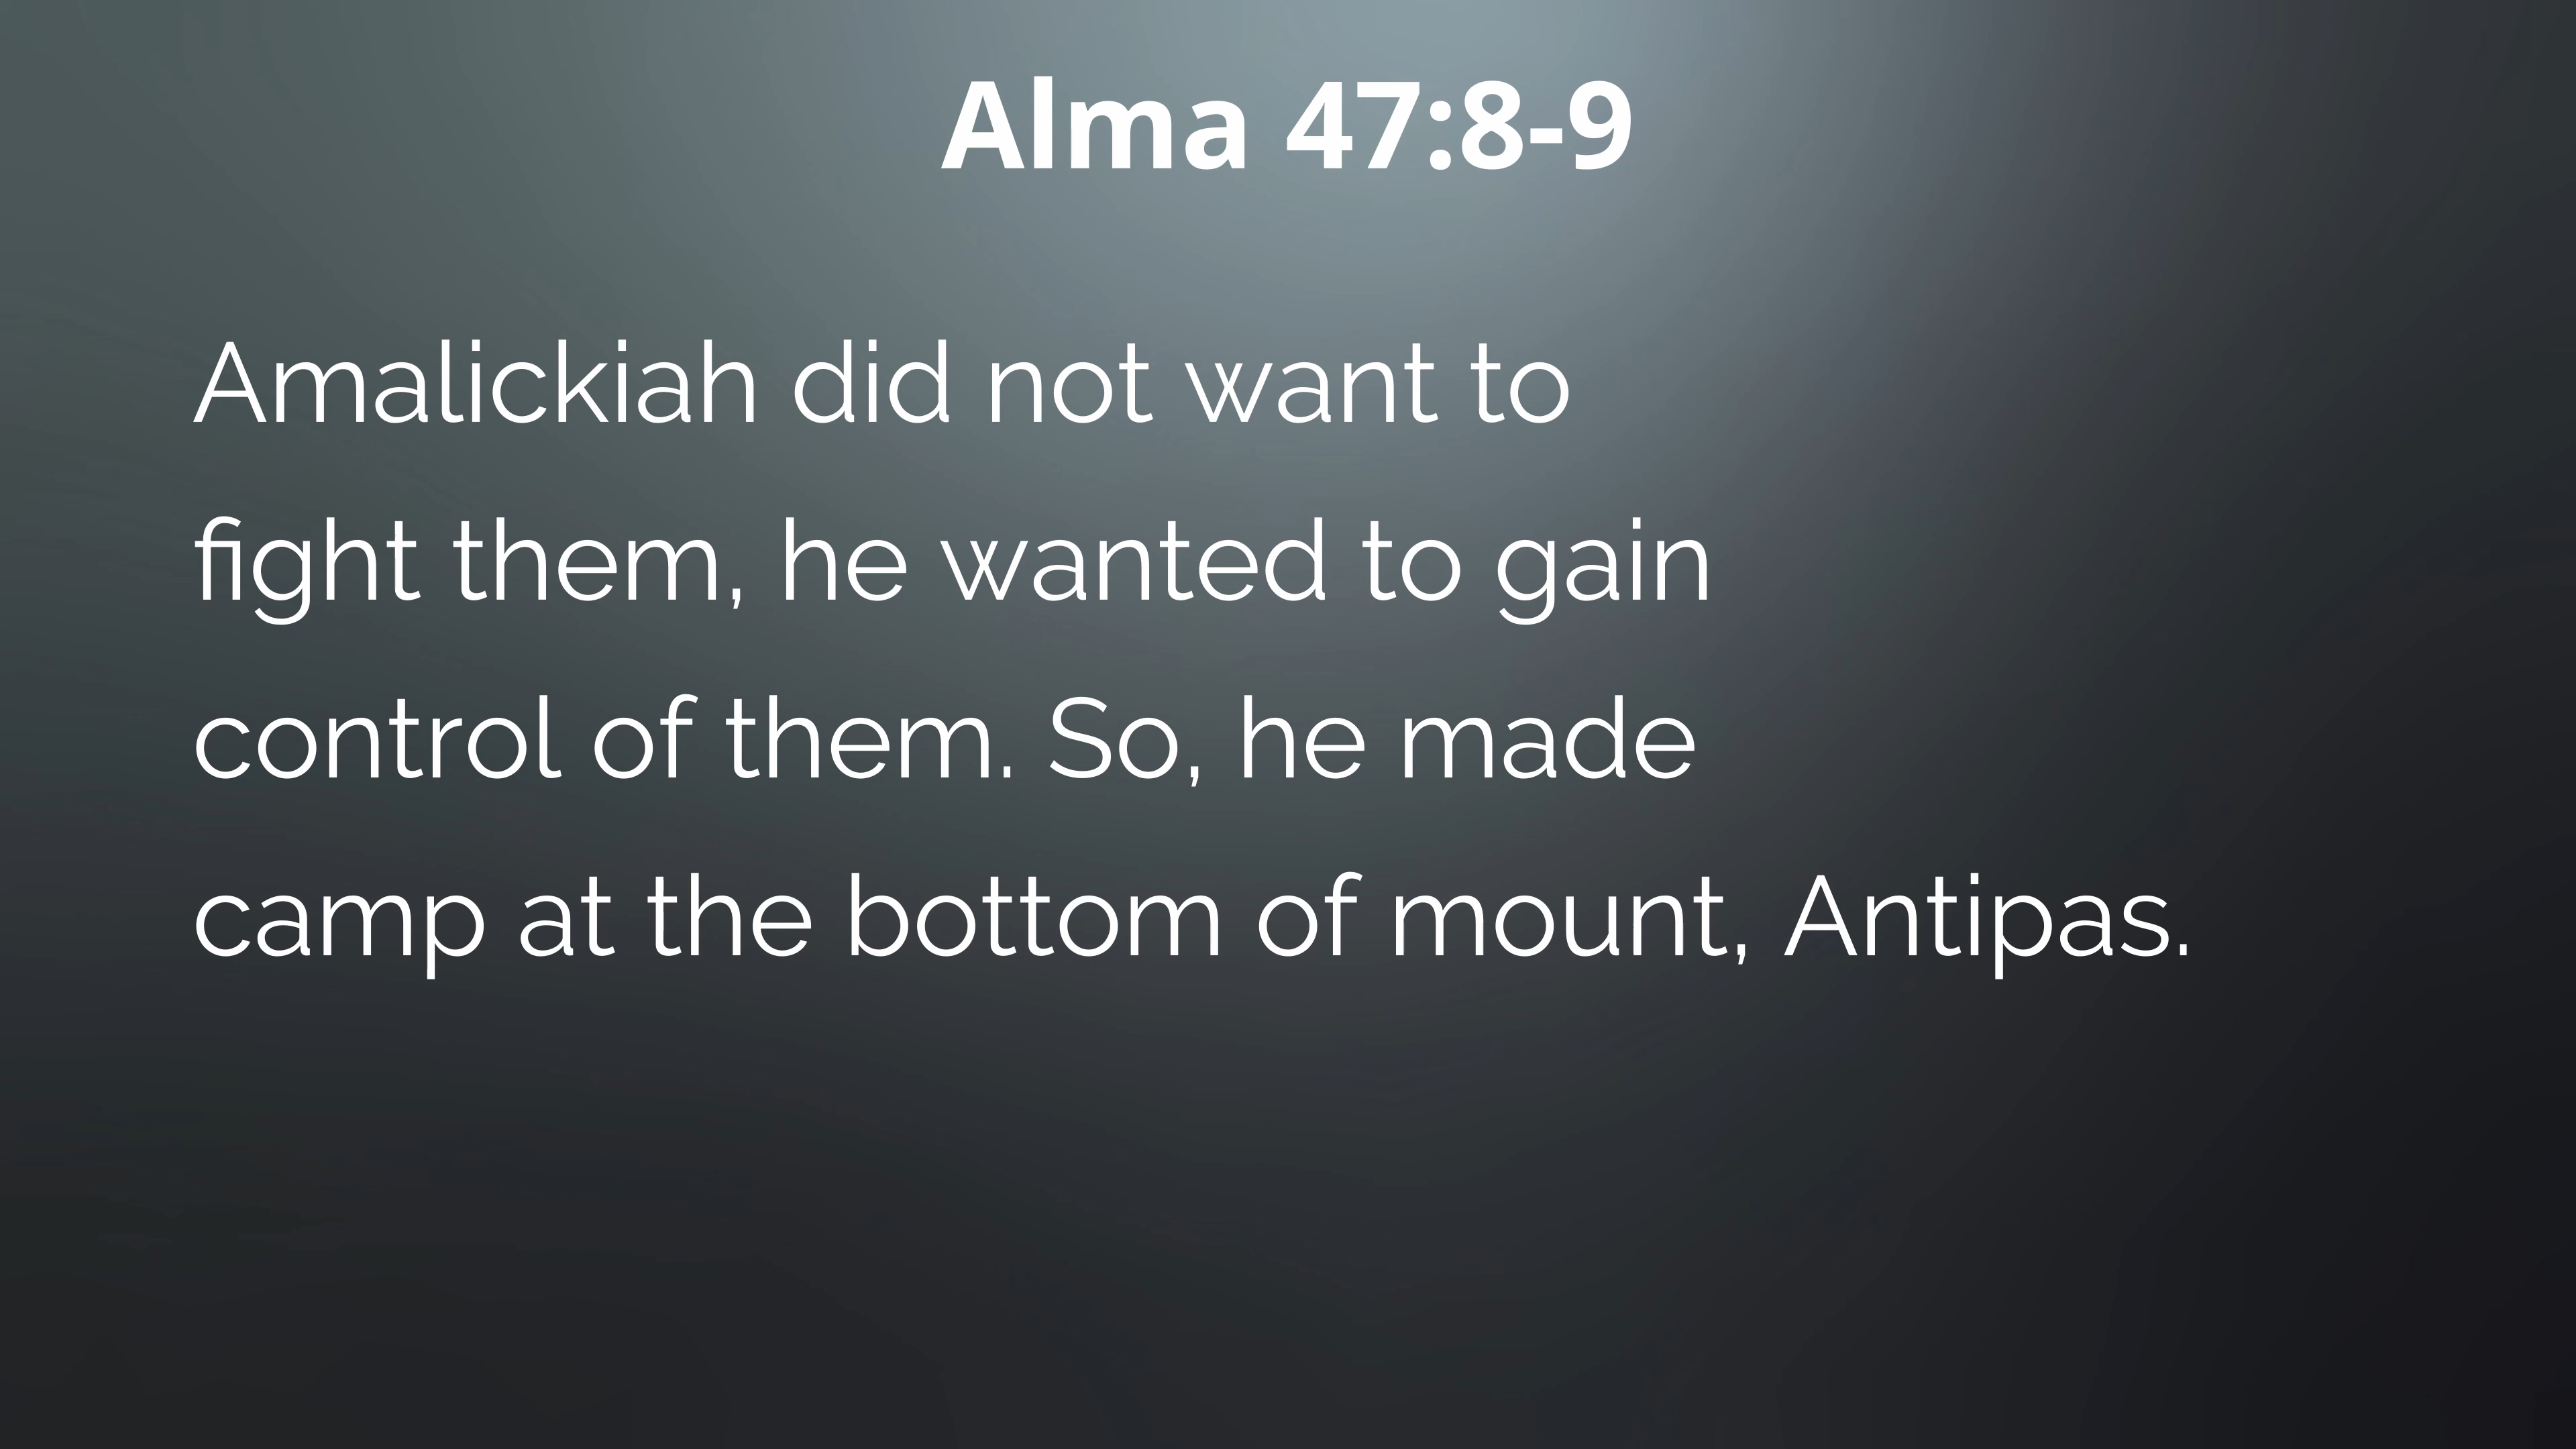 Alma 47:8-9
Amalickiah did not want to
fight them, he wanted to gain
control of them. So, he made
camp at the bottom of mount, Antipas.